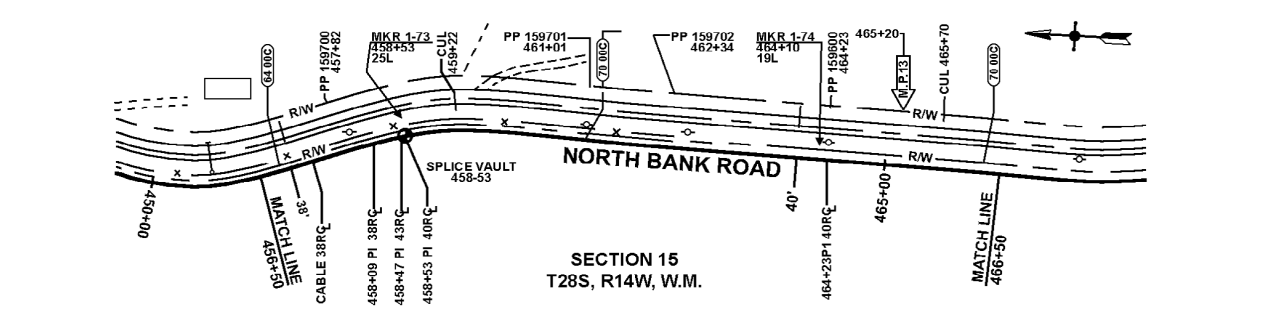 64 00C
PP 159700
457+82
MKR 1-73
458+53
25L
CUL
459+22
PP 159701
461+01
70 00C
PP 159702
462+34
MKR 1-74
464+10
19L
PP 159600
464+23
465+20
M.P.13
CUL 465+70
70 00C
R/W
R/W
R/W
R/W
450+00
MATCH LINE
456+50
38'
CABLE 38RC
458+09 PI 38RC
458+47 PI 43RC
458+53 PI 40RC
SPLICE VAULT
458-53
NORTH BANK ROAD
40'
464+23P1 40RC
465+00
MATCH LINE
466+50
SECTION 15
T28S, R14W, W.M.